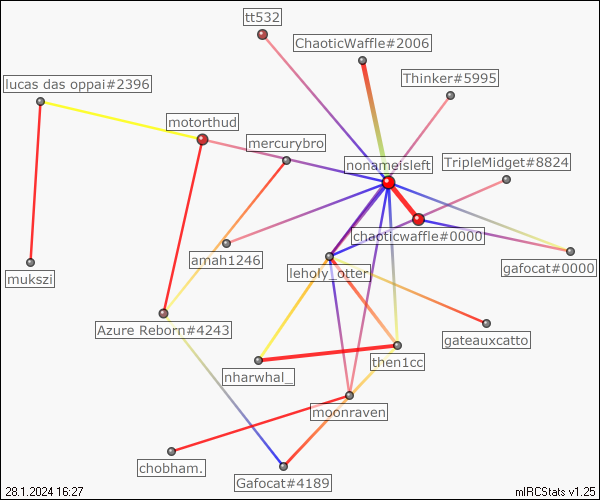 tt532
ChaoticWaffle#2006
Thinker#5995
lucas das oppai#2396
motorthud
mercurybro
nonameisleft
TripleMidget#8824
chaoticwaffle#0000
amah1246
gafocat#0000
leholy_otter
mukszi
Azure Reborn#4243
gateauxcatto
then1cc
nharwhal_
moonraven
chobham.
Gafocat#4189
28.1.2024 16:27
mIRCStats v1.25